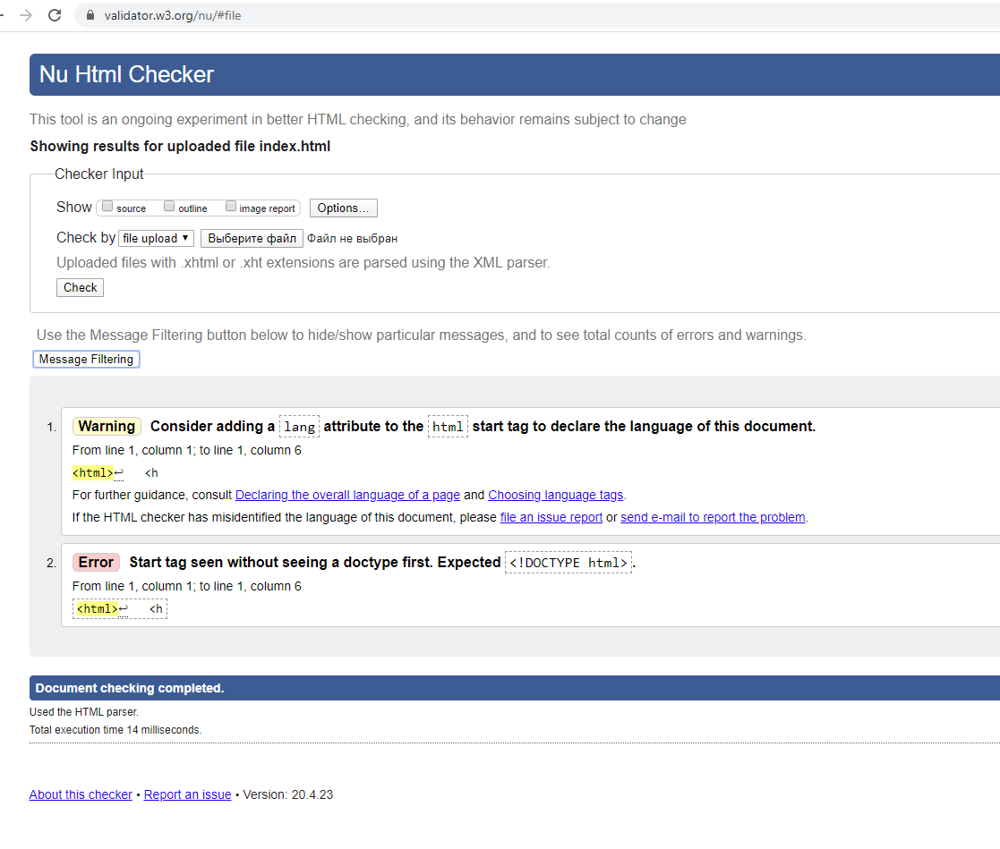 validator.w3.org/nu/#file
Nu Html Checker
This tool is an ongoing experiment in better HTML checking, and its behavior remains subject to change
Showing results for uploaded file index.html
Checker Input
Show source outline image report Options...
Check by file upload ▼ Выберите файл Файл не выбран
Uploaded files with .xhtml or .xht extensions are parsed using the XML parser.
Check
Use the Message Filtering button below to hide/show particular messages, and to see total counts of errors and warnings.
Message Filtering
1. Warning Consider adding a lang attribute to the html start tag to declare the language of this document.
From line 1, column 1; to line 1, column 6
<html>↩ <h
For further guidance, consult Declaring the overall language of a page and Choosing language tags.
If the HTML checker has misidentified the language of this document, please file an issue report or send e-mail to report the problem.
2. Error Start tag seen without seeing a doctype first. Expected <!DOCTYPE html>.
From line 1, column 1; to line 1, column 6
<html>↩ <h
Document checking completed.
Used the HTML parser.
Total execution time 14 milliseconds.
About this checker • Report an issue • Version: 20.4.23